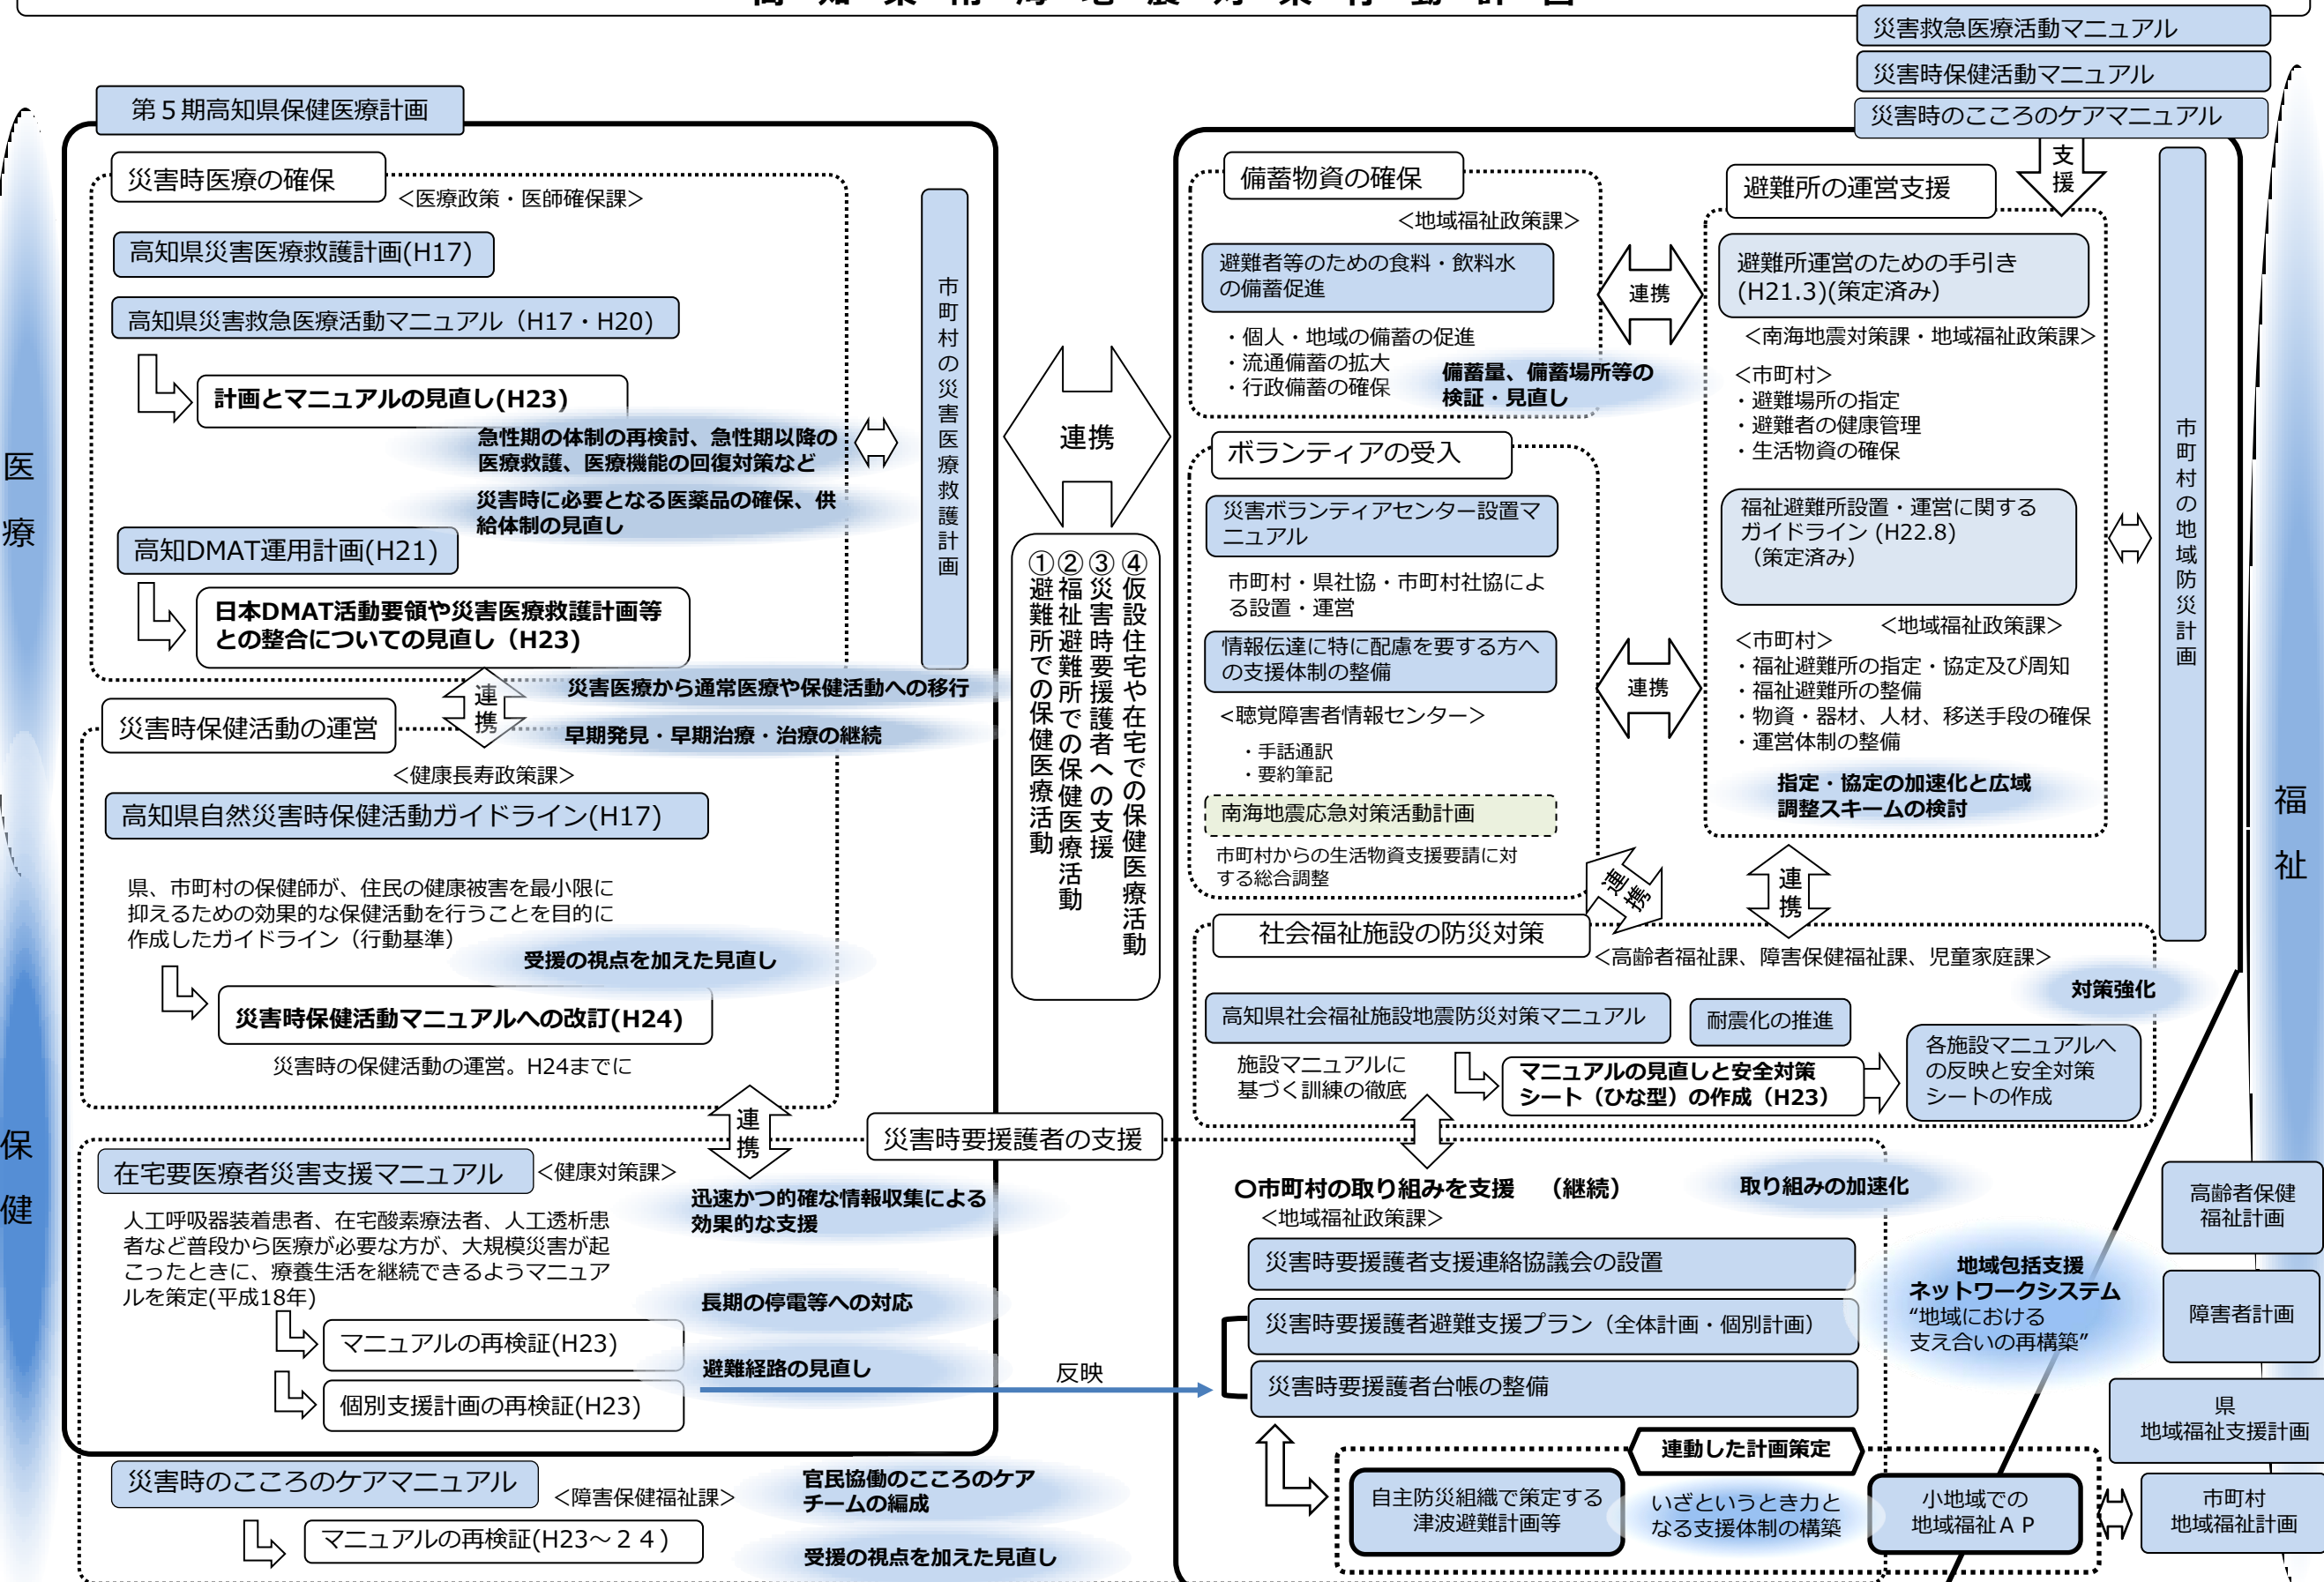 高知県南海地震対策行動計画
災害救急医療活動マニュアル
災害時保健活動マニュアル
災害時のこころのケアマニュアル
支援
医療
保健
第５期高知県保健医療計画
災害時医療の確保
＜医療政策・医師確保課＞
高知県災害医療救護計画(H17)
高知県災害救急医療活動マニュアル（H17・H20）
計画とマニュアルの見直し(H23)
急性期の体制の再検討、急性期以降の
医療救護、医療機能の回復対策など
災害時に必要となる医薬品の確保、供
給体制の見直し
高知DMAT運用計画(H21)
日本DMAT活動要領や災害医療救護計画等
との整合についての見直し（H23）
市町村の災害医療救護計画
連携
災害医療から通常医療や保健活動への移行
早期発見・早期治療・治療の継続
災害時保健活動の運営
＜健康長寿政策課＞
高知県自然災害時保健活動ガイドライン(H17)
県、市町村の保健師が、住民の健康被害を最小限に
抑えるための効果的な保健活動を行うことを目的に
作成したガイドライン（行動基準）
受援の視点を加えた見直し
災害時保健活動マニュアルへの改訂(H24)
災害時の保健活動の運営。H24までに
連携
災害時要援護者の支援
在宅要医療者災害支援マニュアル
＜健康対策課＞
迅速かつ的確な情報収集による
効果的な支援
人工呼吸器装着患者、在宅酸素療法者、人工透析患
者など普段から医療が必要な方が、大規模災害が起
こったときに、療養生活を継続できるようマニュア
ルを策定(平成18年)
長期の停電等への対応
マニュアルの再検証(H23)
避難経路の見直し
反映
個別支援計画の再検証(H23)
災害時のこころのケアマニュアル
＜障害保健福祉課＞
官民協働のこころのケア
チームの編成
マニュアルの再検証(H23～２４)
受援の視点を加えた見直し
連携
①避難所での保健医療活動
②福祉避難所での保健医療活動
③災害時要援護者への支援
④仮設住宅や在宅での保健医療活動
備蓄物資の確保
＜地域福祉政策課＞
避難者等のための食料・飲料水
の備蓄促進
・個人・地域の備蓄の促進
・流通備蓄の拡大
・行政備蓄の確保
備蓄量、備蓄場所等の
検証・見直し
連携
避難所の運営支援
避難所運営のための手引き
(H21.3)(策定済み）
＜南海地震対策課・地域福祉政策課＞
＜市町村＞
・避難場所の指定
・避難者の健康管理
・生活物資の確保
福祉避難所設置・運営に関する
ガイドライン (H22.8)
（策定済み）
＜地域福祉政策課＞
＜市町村＞
・福祉避難所の指定・協定及び周知
・福祉避難所の整備
・物資・器材、人材、移送手段の確保
・運営体制の整備
指定・協定の加速化と広域
調整スキームの検討
市町村の地域防災計画
福祉
ボランティアの受入
災害ボランティアセンター設置マ
ニュアル
市町村・県社協・市町村社協によ
る設置・運営
情報伝達に特に配慮を要する方へ
の支援体制の整備
<聴覚障害者情報センター＞
・手話通訳
・要約筆記
連携
南海地震応急対策活動計画
市町村からの生活物資支援要請に対
する総合調整
連携
連携
社会福祉施設の防災対策
＜高齢者福祉課、障害保健福祉課、児童家庭課＞
対策強化
高知県社会福祉施設地震防災対策マニュアル
耐震化の推進
施設マニュアルに
基づく訓練の徹底
マニュアルの見直しと安全対策
シート（ひな型）の作成（H23）
各施設マニュアルへ
の反映と安全対策
シートの作成
〇市町村の取り組みを支援　（継続）
＜地域福祉政策課＞
取り組みの加速化
災害時要援護者支援連絡協議会の設置
災害時要援護者避難支援プラン（全体計画・個別計画）
災害時要援護者台帳の整備
地域包括支援
ネットワークシステム
“地域における
支え合いの再構築”
連動した計画策定
自主防災組織で策定する
津波避難計画等
いざというとき力と
なる支援体制の構築
小地域での
地域福祉ＡＰ
高齢者保健
福祉計画
障害者計画
県
地域福祉支援計画
市町村
地域福祉計画